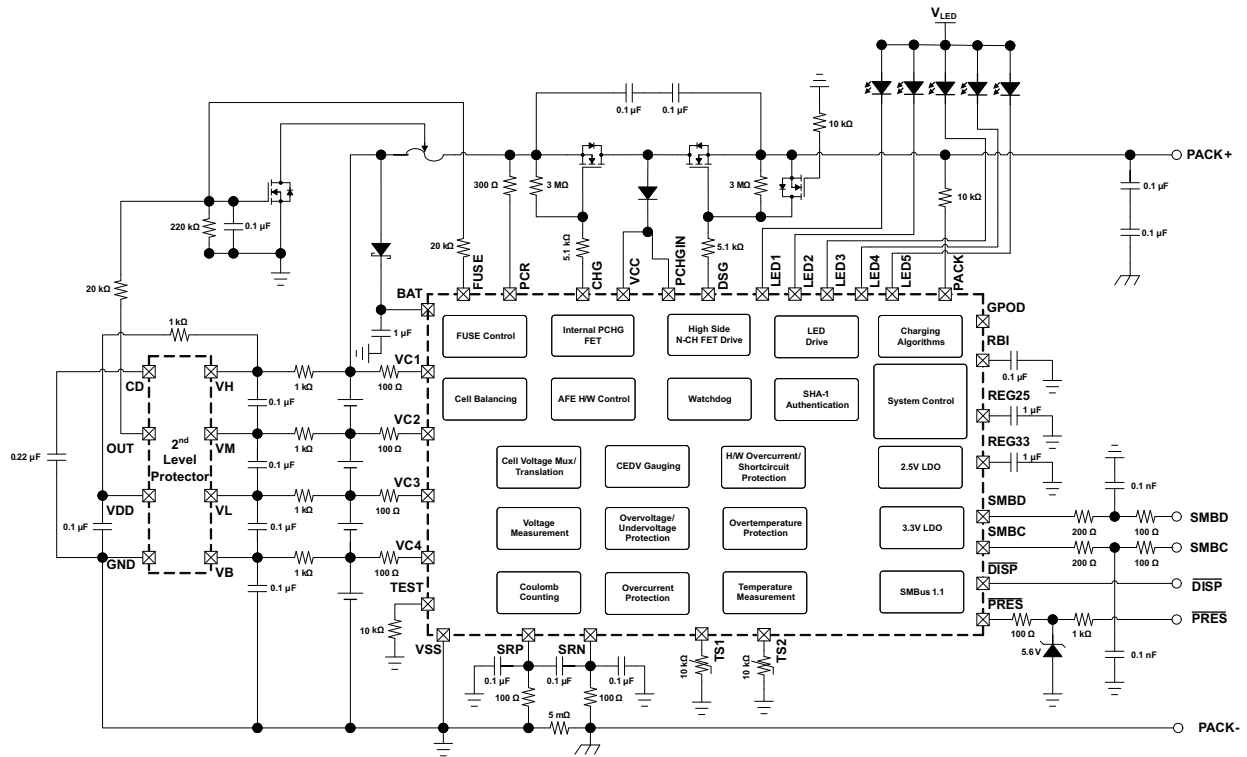 V_LED
0.1 µF
0.1 µF
10 kΩ
PACK+
300 Ω
3 MΩ
3 MΩ
10 kΩ
0.1 µF
0.1 µF
220 kΩ
0.1 µF
20 kΩ
5.1 kΩ
5.1 kΩ
20 kΩ
1 µF
FUSE
PCR
CHG
VCC
PCHGIN
DSG
LED1
LED2
LED3
LED4
LED5
PACK
BAT
GPOD
RBI
0.1 µF
REG25
1 µF
REG33
1 µF
FUSE Control
Internal PCHG
FET
High Side
N-CH FET Drive
LED
Drive
Charging
Algorithms
Cell Balancing
AFE H/W Control
Watchdog
SHA-1
Authentication
System Control
Cell Voltage Mux/
Translation
CEDV Gauging
H/W Overcurrent/
Shortcircuit
Protection
2.5V LDO
Voltage
Measurement
Overvoltage/
Undervoltage
Protection
Overtemperature
Protection
3.3V LDO
Coulomb
Counting
Overcurrent
Protection
Temperature
Measurement
SMBus 1.1
1 kΩ
CD
VH
0.1 µF
1 kΩ
VC1
100 Ω
OUT
VM
0.1 µF
1 kΩ
VC2
100 Ω
2nd
Level
Protector
0.22 µF
VDD
VL
0.1 µF
1 kΩ
VC3
100 Ω
0.1 µF
GND
VB
0.1 µF
1 kΩ
VC4
100 Ω
TEST
10 kΩ
VSS
SRP
SRN
0.1 µF
0.1 µF
0.1 µF
100 Ω
100 Ω
5 mΩ
TS1
10 kΩ
TS2
10 kΩ
0.1 nF
SMBD
200 Ω
100 Ω
SMBD
SMBC
200 Ω
100 Ω
SMBC
DISP
DISP
PRES
100 Ω
1 kΩ
PRES
5.6 V
0.1 nF
PACK-